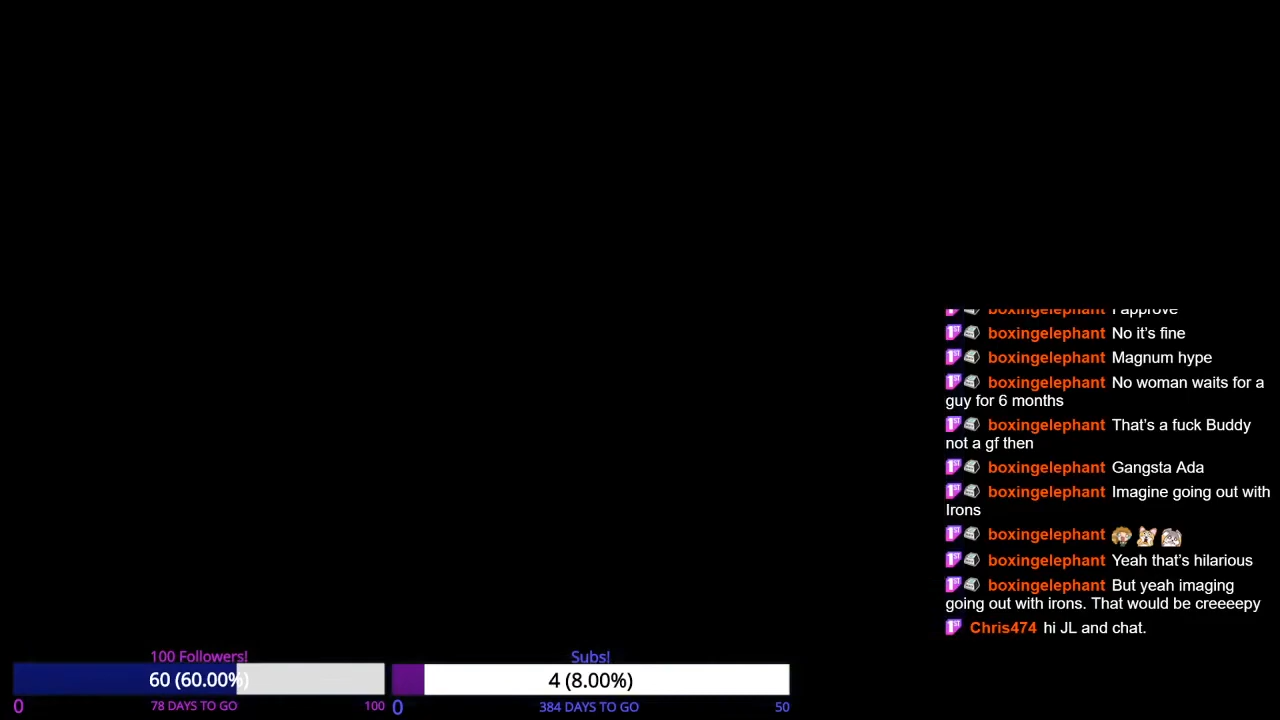 boxingelephant I approve
boxingelephant No it's fine
boxingelephant Magnum hype
boxingelephant No woman waits for a
guy for 6 months
boxingelephant That's a fuck Buddy
not a gf then
boxingelephant Gangsta Ada
boxingelephant Imagine going out with
Irons
boxingelephant
boxingelephant Yeah that's hilarious
boxingelephant But yeah imaging
going out with irons. That would be creeeepy
Chris474 hi JL and chat.
100 Followers!
60 (60.00%)
0 78 DAYS TO GO 100
Subs!
4 (8.00%)
0 384 DAYS TO GO 50